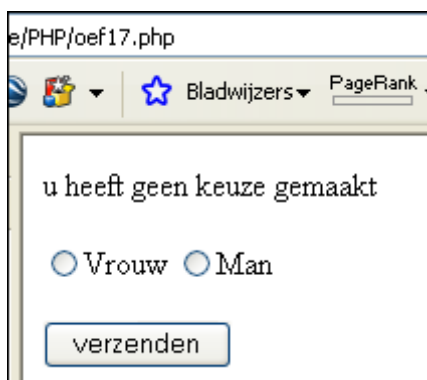 e/PHP/oef17.php
Bladwijzers PageRank
u heeft geen keuze gemaakt
Vrouw Man
verzenden